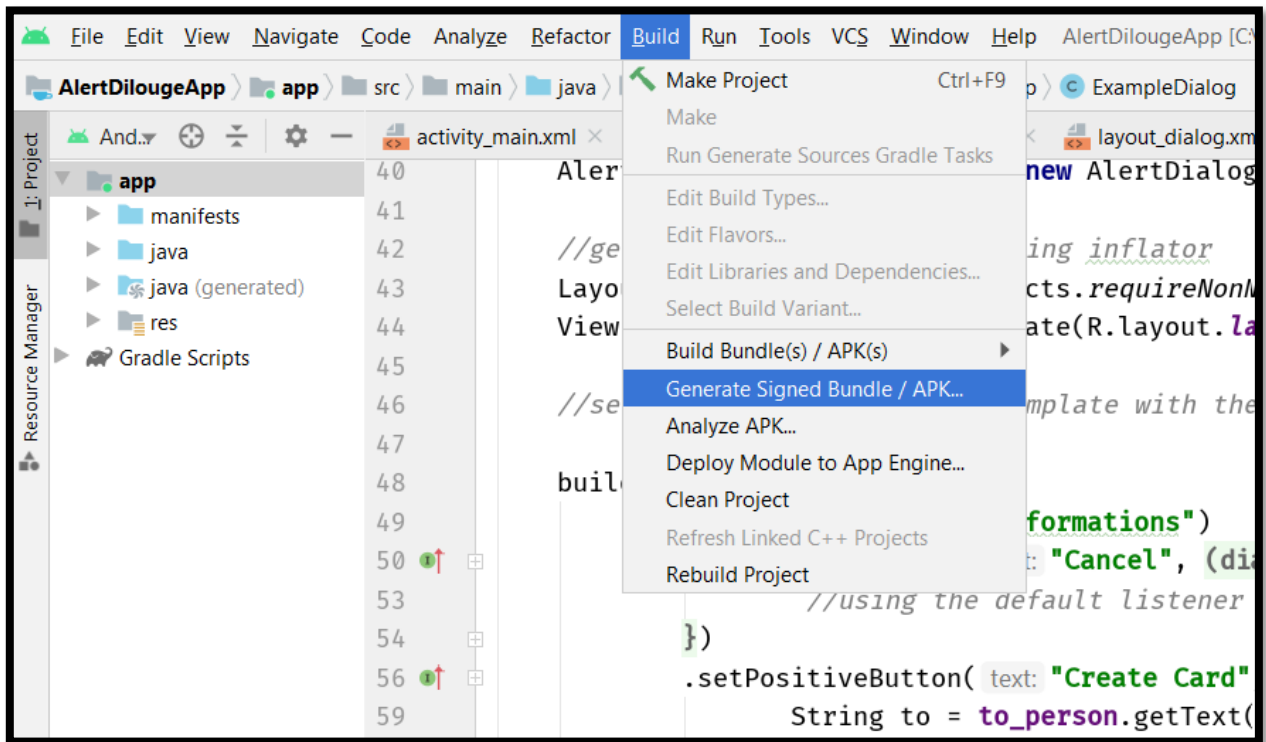 File Edit View Navigate Code Analyze Refactor Build Run Tools VCS Window Help AlertDilougeApp [C:\
AlertDilougeApp app src main java p ExampleDialog
And.. activity_main.xml layout_dialog.xm
1: Project
Resource Manager
app
manifests
java
java (generated)
res
Gradle Scripts
Make Project Ctrl+F9
Make
Run Generate Sources Gradle Tasks
Edit Build Types...
Edit Flavors...
Edit Libraries and Dependencies...
Select Build Variant...
Build Bundle(s) / APK(s)
Generate Signed Bundle / APK...
Analyze APK...
Deploy Module to App Engine...
Clean Project
Refresh Linked C++ Projects
Rebuild Project
40 Aler new AlertDialog
41
42 //ge ing inflator
43 Layou cts.requireNonN
44 View ate(R.layout.la
45
46 //se mplate with the
47
48 buil
49 formations")
50 t: "Cancel", (dia
53 //using the default listener
54 })
56 .setPositiveButton( text: "Create Card"
59 String to = to_person.getText(